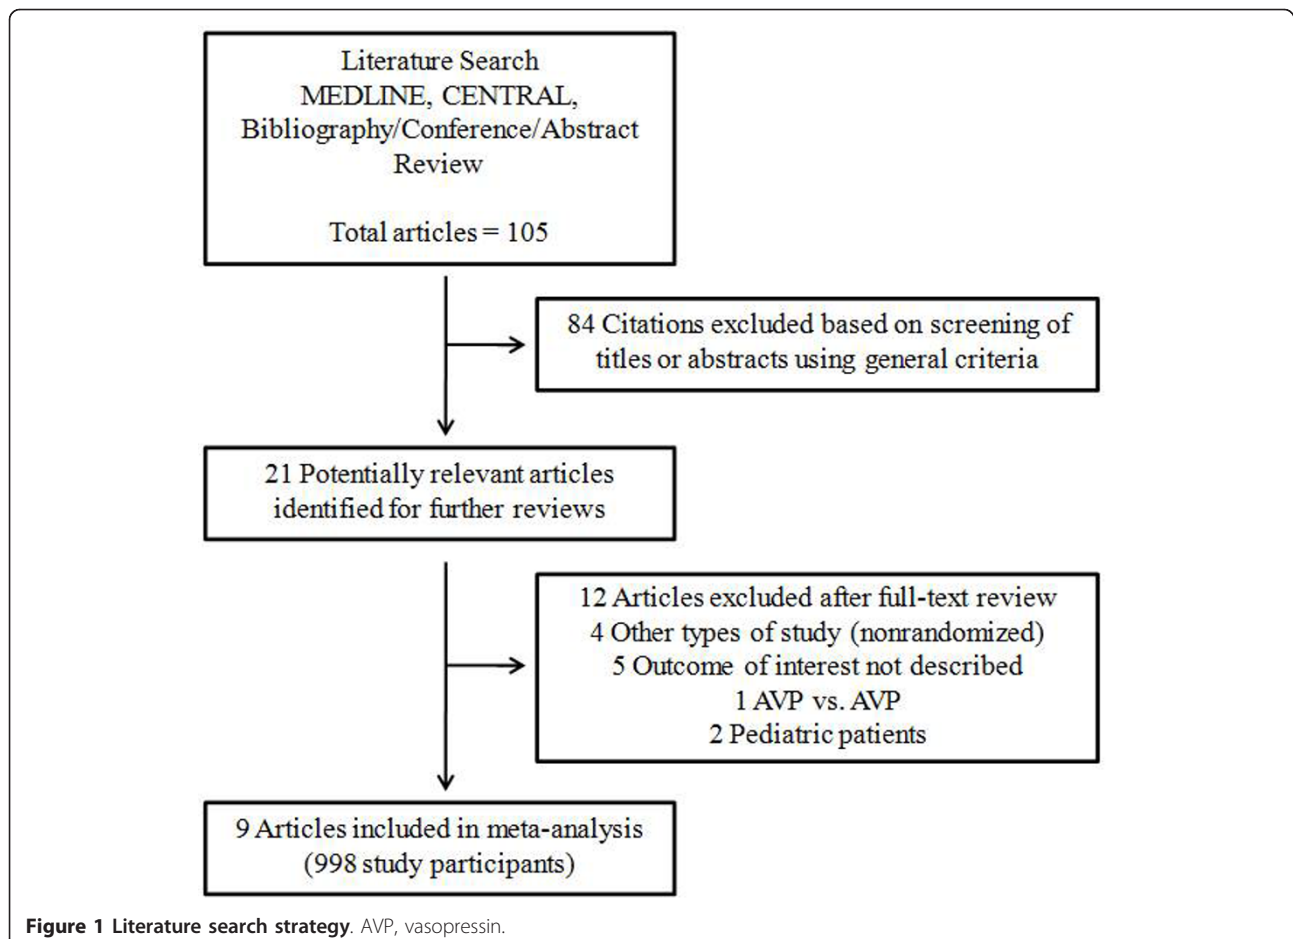 Literature Search
MEDLINE, CENTRAL,
Bibliography/Conference/Abstract
Review
Total articles = 105
84 Citations excluded based on screening of
titles or abstracts using general criteria
21 Potentially relevant articles
identified for further reviews
12 Articles excluded after full-text review
4 Other types of study (nonrandomized)
5 Outcome of interest not described
1 AVP vs. AVP
2 Pediatric patients
9 Articles included in meta-analysis
(998 study participants)
Figure 1 Literature search strategy. AVP, vasopressin.